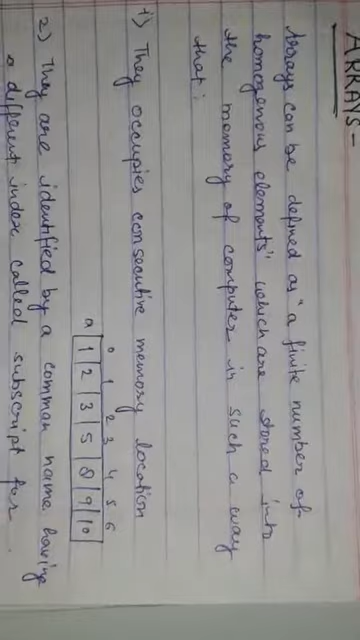 ARRAYS-
Arrays can be defined as "a finite number of
homogenous elements" which are stored into
the memory of computer in such a way
that:
1) They occupies consecutive memory location
0 1 2 3 4 5 6
a 1 2 3 5 8 9 10
2) They are identified by a common name having
a different index called subscript for